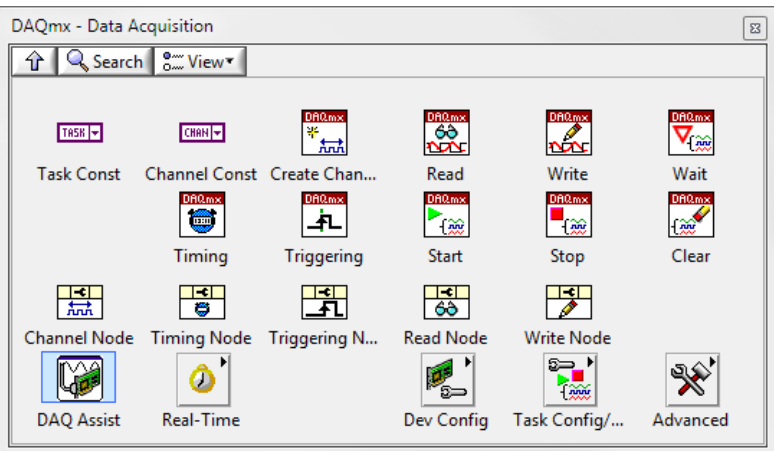 DAQmx - Data Acquisition
Search View
TASK CHAN DAQmx DAQmx DAQmx DAQmx
Task Const Channel Const Create Chan... Read Write Wait
DAQmx DAQmx DAQmx DAQmx DAQmx
Timing Triggering Start Stop Clear
Channel Node Timing Node Triggering N... Read Node Write Node
DAQ Assist Real-Time Dev Config Task Config/... Advanced